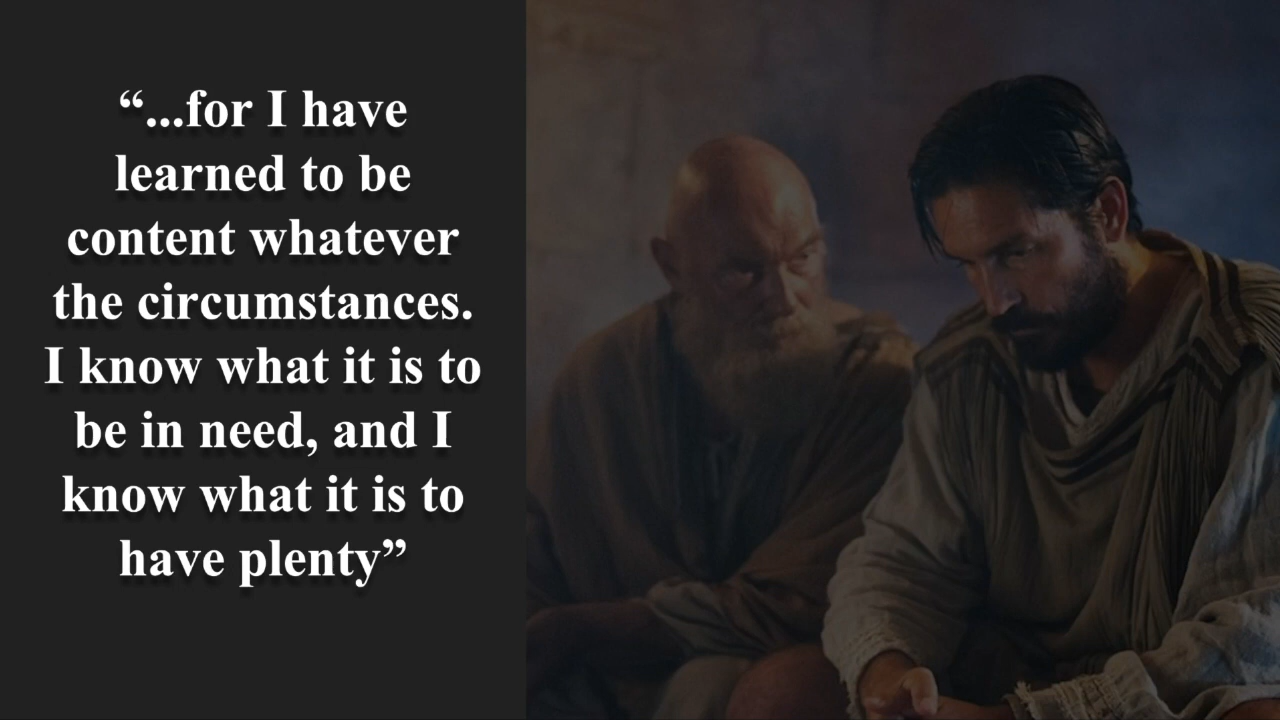 “...for I have
learned to be
content whatever
the circumstances.
I know what it is to
be in need, and I
know what it is to
have plenty”